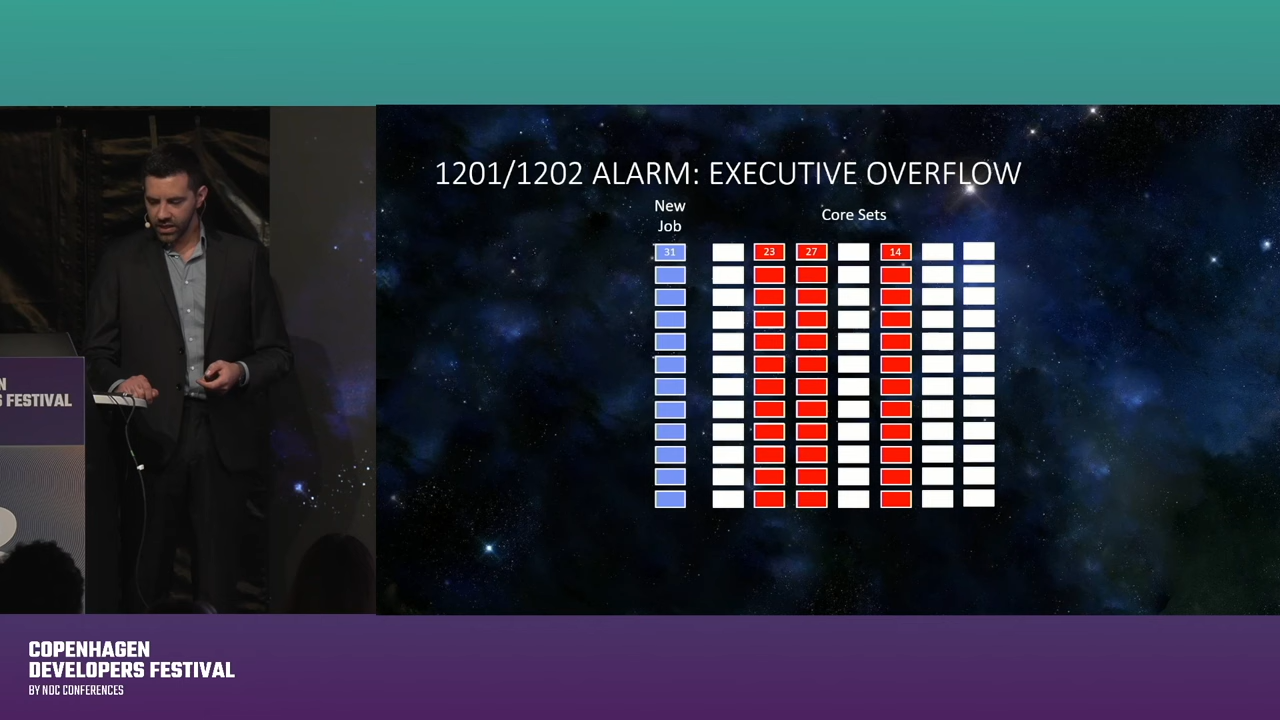 1201/1202 ALARM: EXECUTIVE OVERFLOW
New
Job
Core Sets
31
23
27
14
N
S FESTIVAL
COPENHAGEN
DEVELOPERS FESTIVAL
BY NDC CONFERENCES